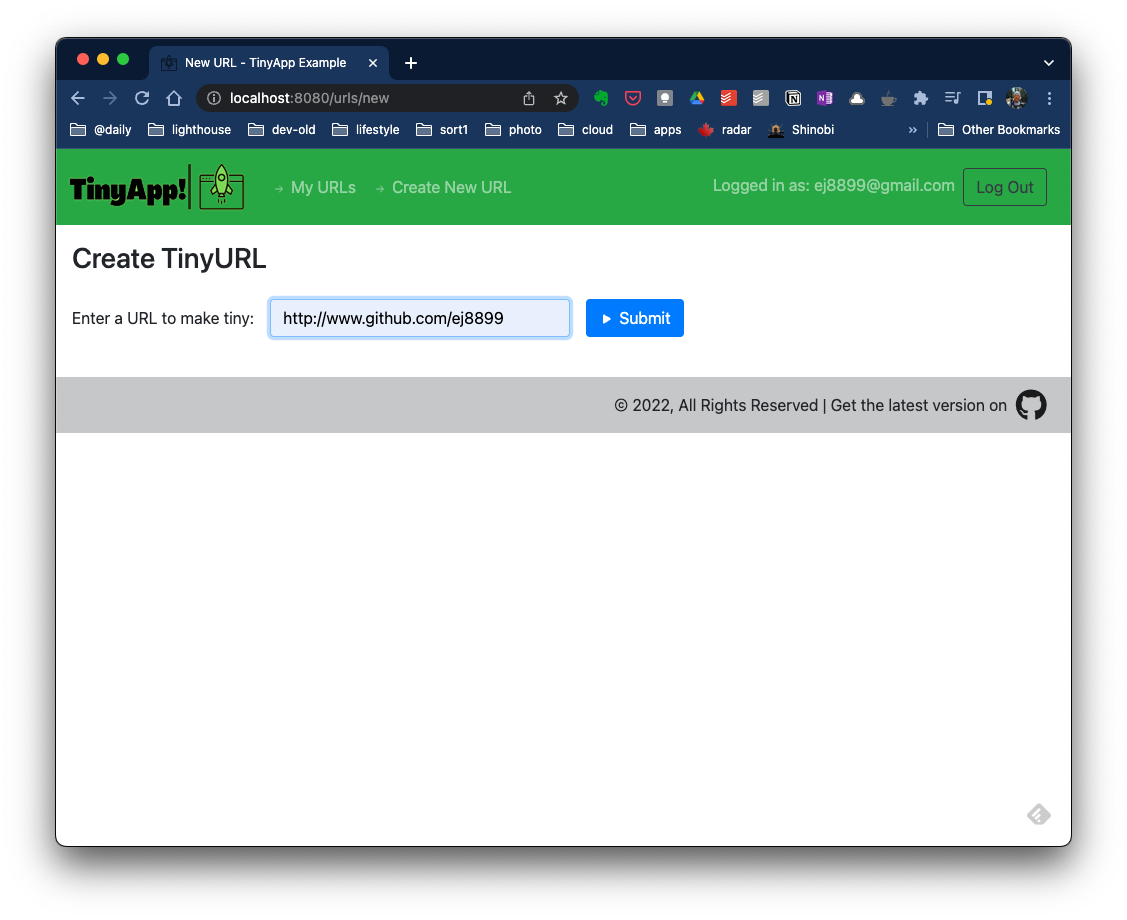 New URL - TinyApp Example
localhost:8080/urls/new
@daily lighthouse dev-old lifestyle sort1 photo cloud apps radar Shinobi » Other Bookmarks
TinyApp! → My URLs → Create New URL Logged in as: ej8899@gmail.com Log Out
Create TinyURL
Enter a URL to make tiny: http://www.github.com/ej8899 Submit
© 2022, All Rights Reserved | Get the latest version on